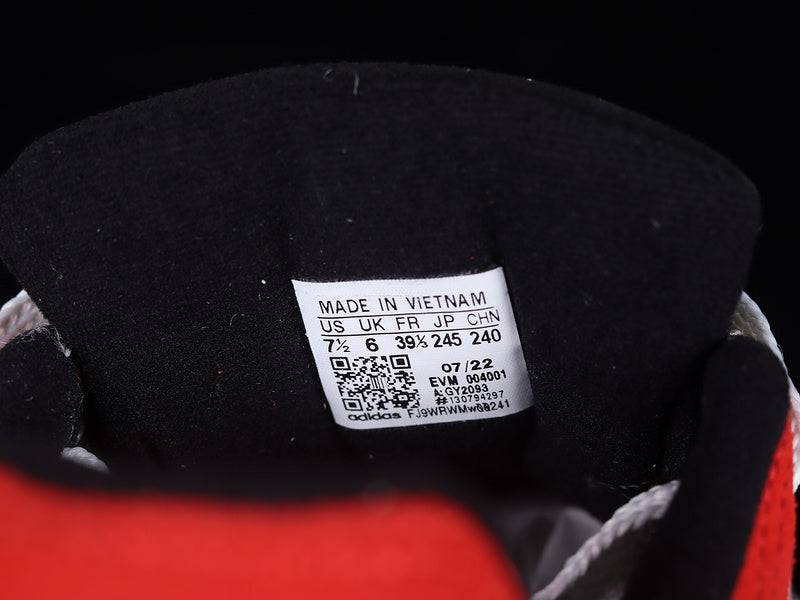 MADE IN VIETNAM
US UK FR JP CHN
7½ 6 39⅓ 245 240
07/22
EVM 004001
A:GY2093
#130794297
adidas